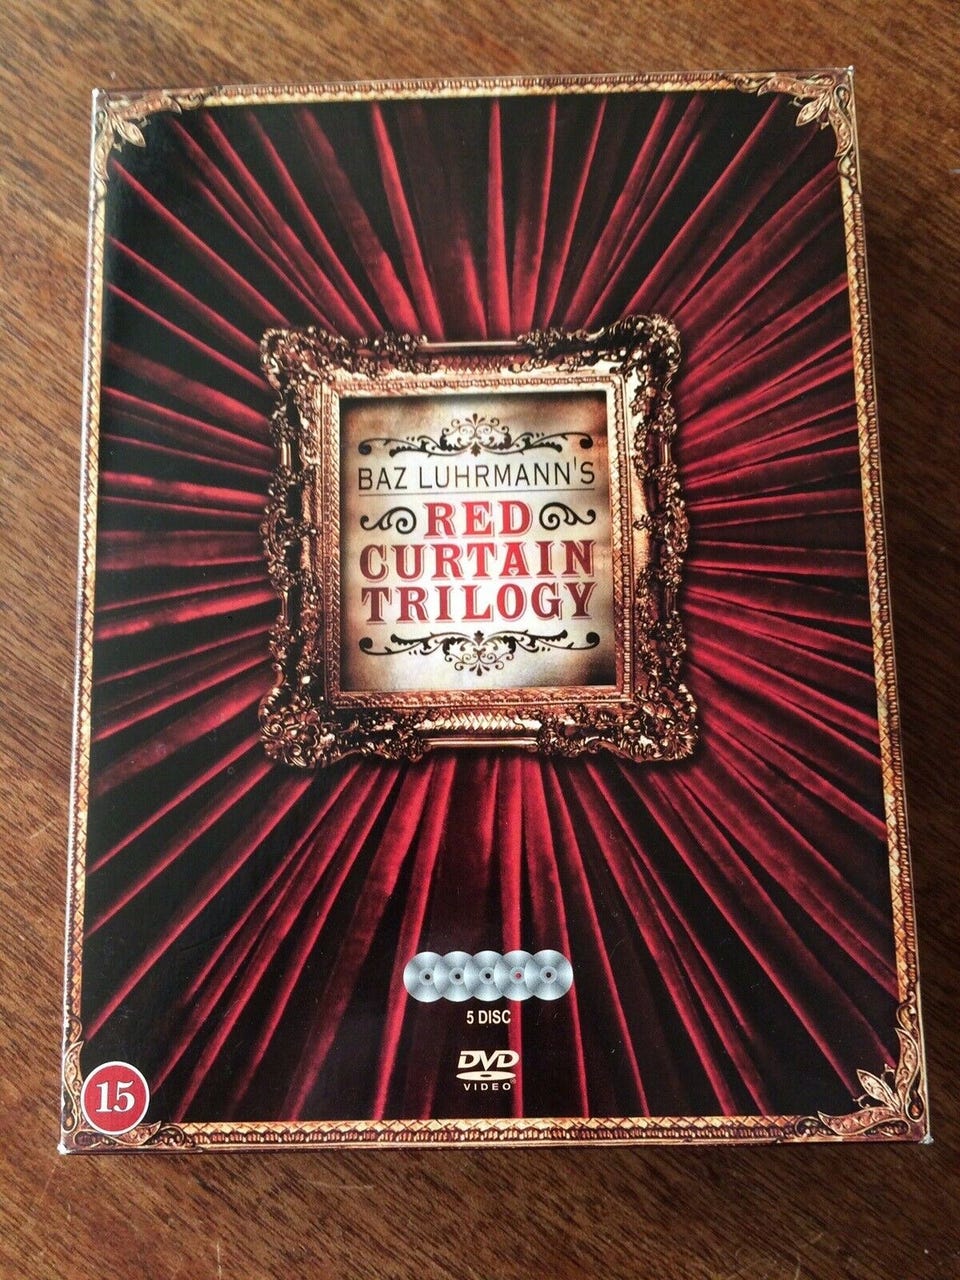 BAZ LUHRMANN'S
RED
CURTAIN
TRILOGY
5 DISC
DVD
VIDEO
15